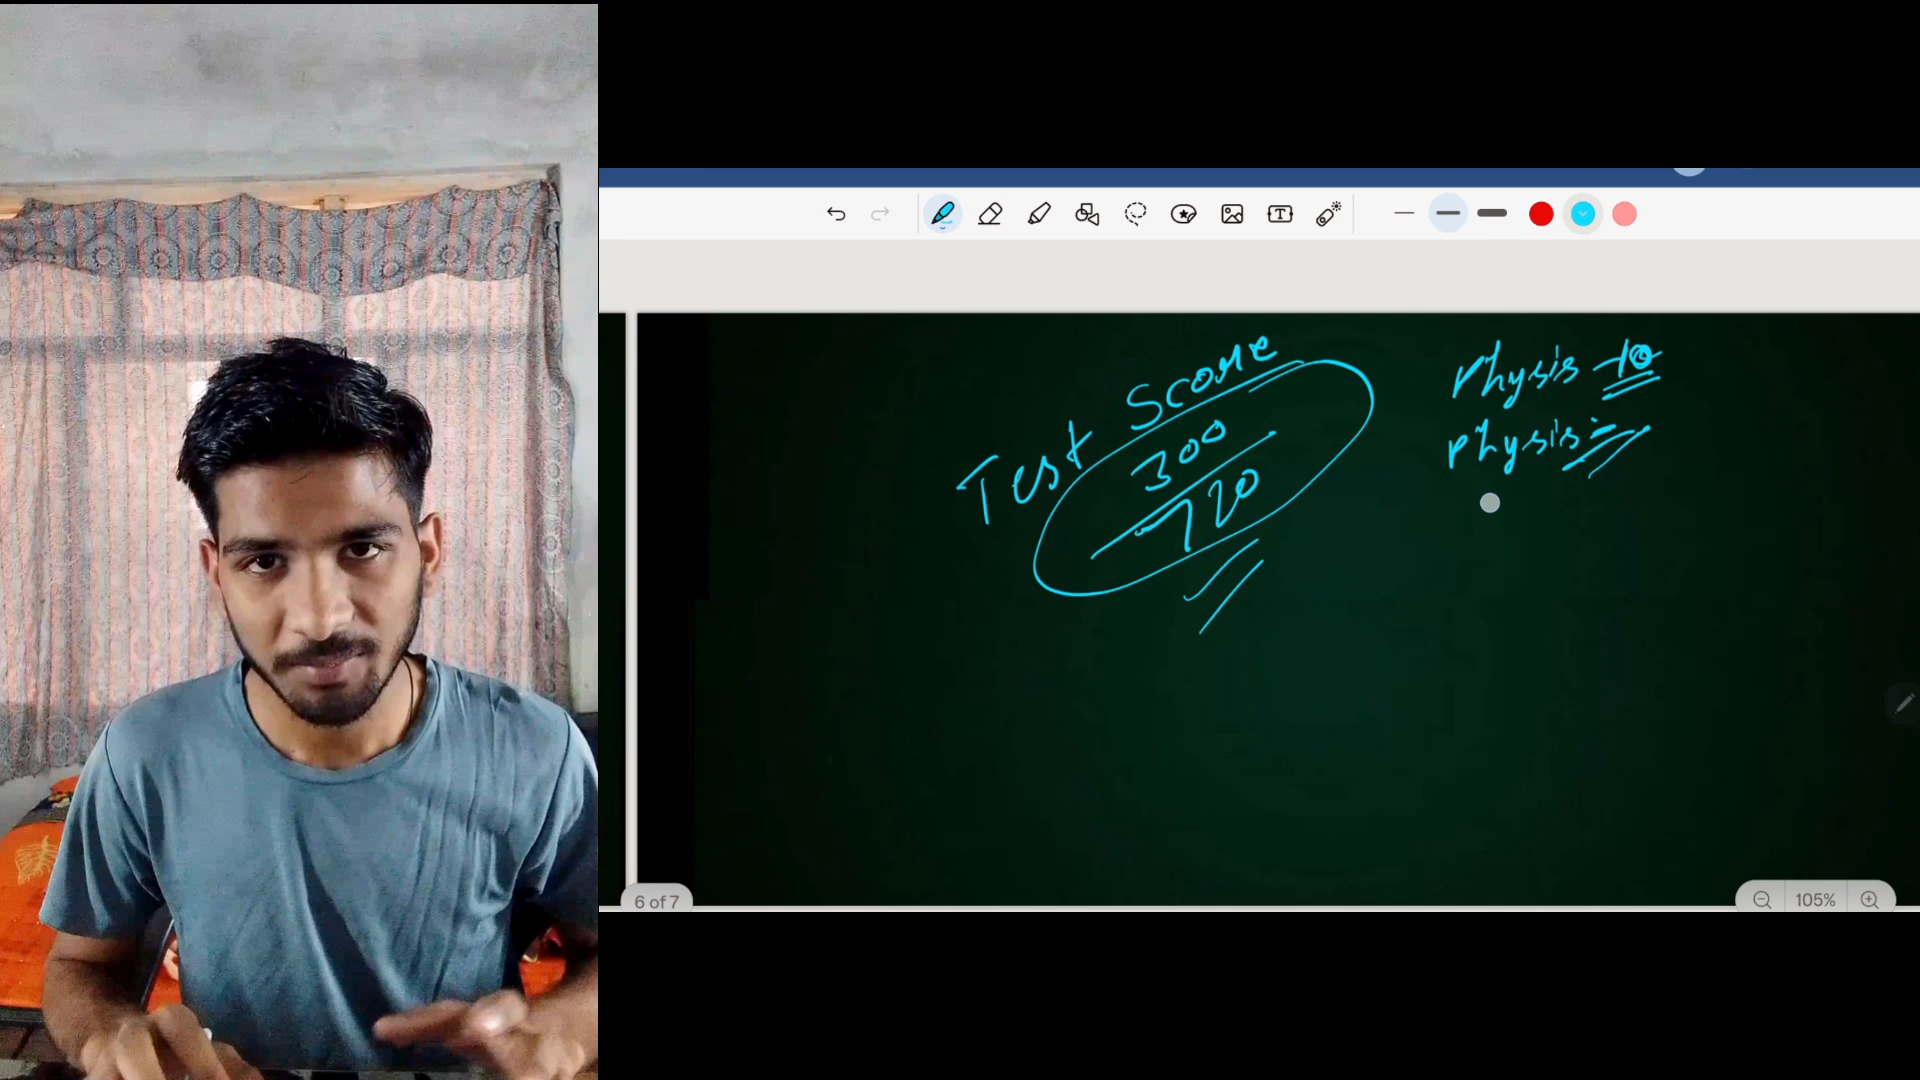 Test Score
300
720
Physis - 10
Physis =
6 of 7
105%